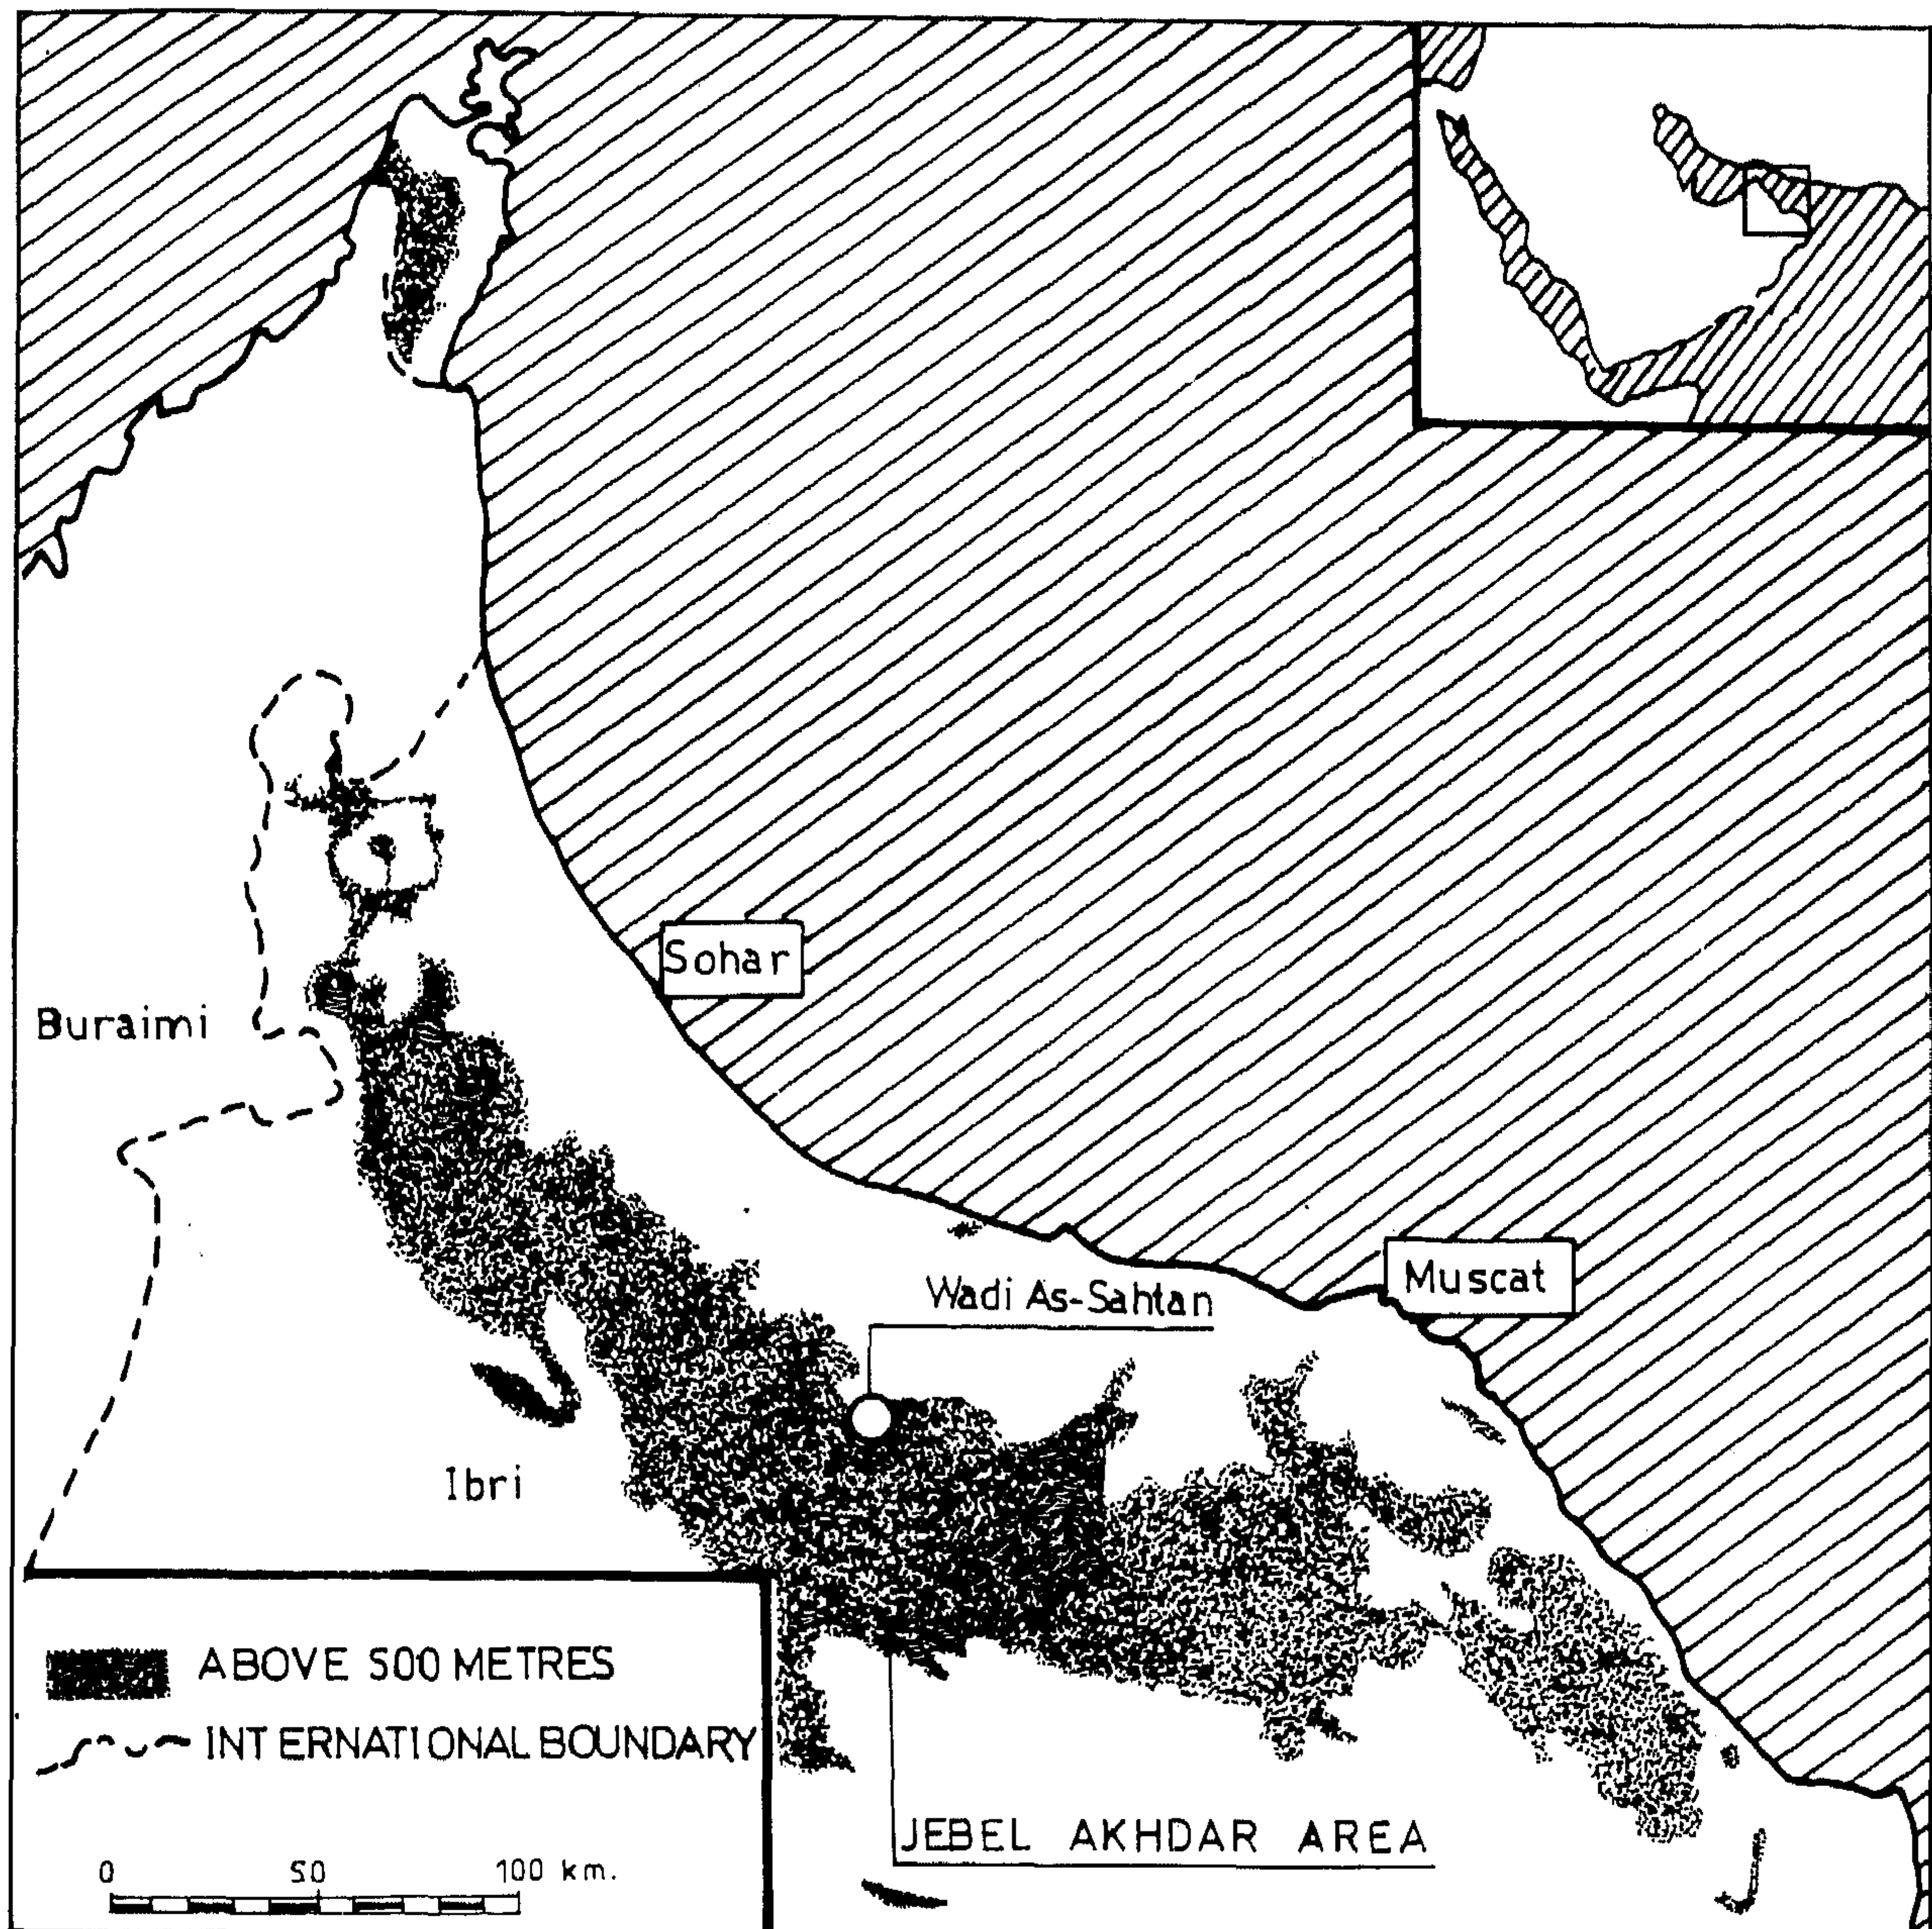 Sohar
Buraimi
Muscat
Wadi As-Sahtan
Ibri
ABOVE 500 METRES
INTERNATIONAL BOUNDARY
JEBEL AKHDAR AREA
0 50 100 km.